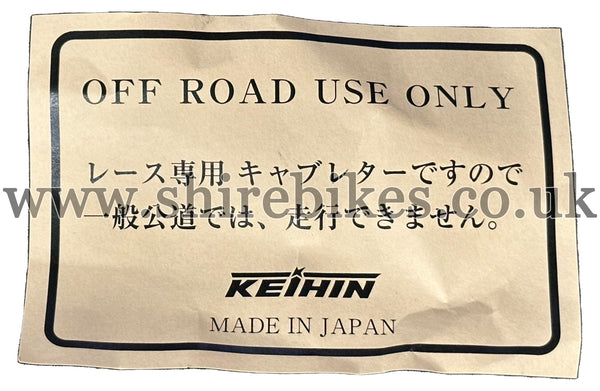 OFF ROAD USE ONLY
レース専用 キャブレターですので
www.shirebikes.co.uk
一般公道では、走行できません。
KEIHIN
MADE IN JAPAN